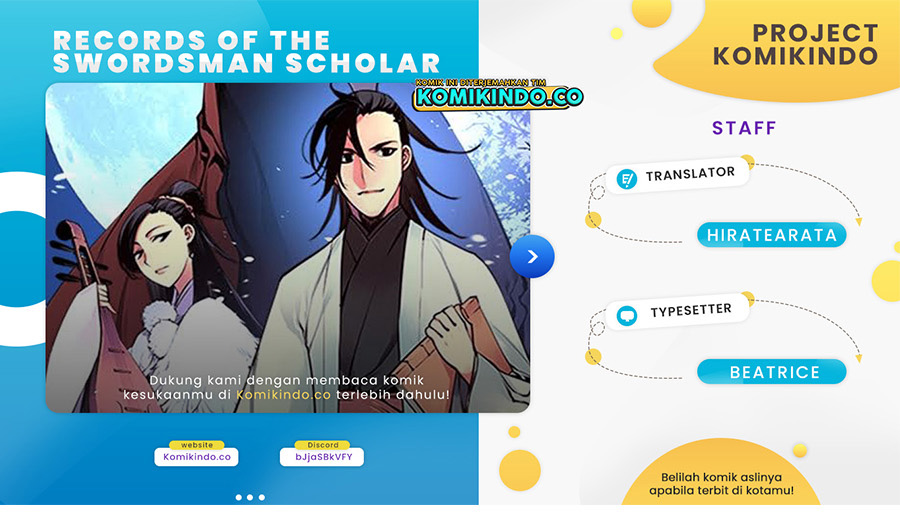 RECORDS OF THE
SWORDSMAN SCHOLAR
KOMIK INI DITERJEMAHKAN TIM
KOMIKINDO.CO
Dukung kami dengan membaca komik
kesukaanmu di Komikindo.co terlebih dahulu!
website
Komikindo.co
Discord
bJjaSBkVFY
PROJECT
KOMIKINDO
STAFF
TRANSLATOR
HIRATEARATA
TYPESETTER
BEATRICE
Belilah komik aslinya
apabila terbit di kotamu!